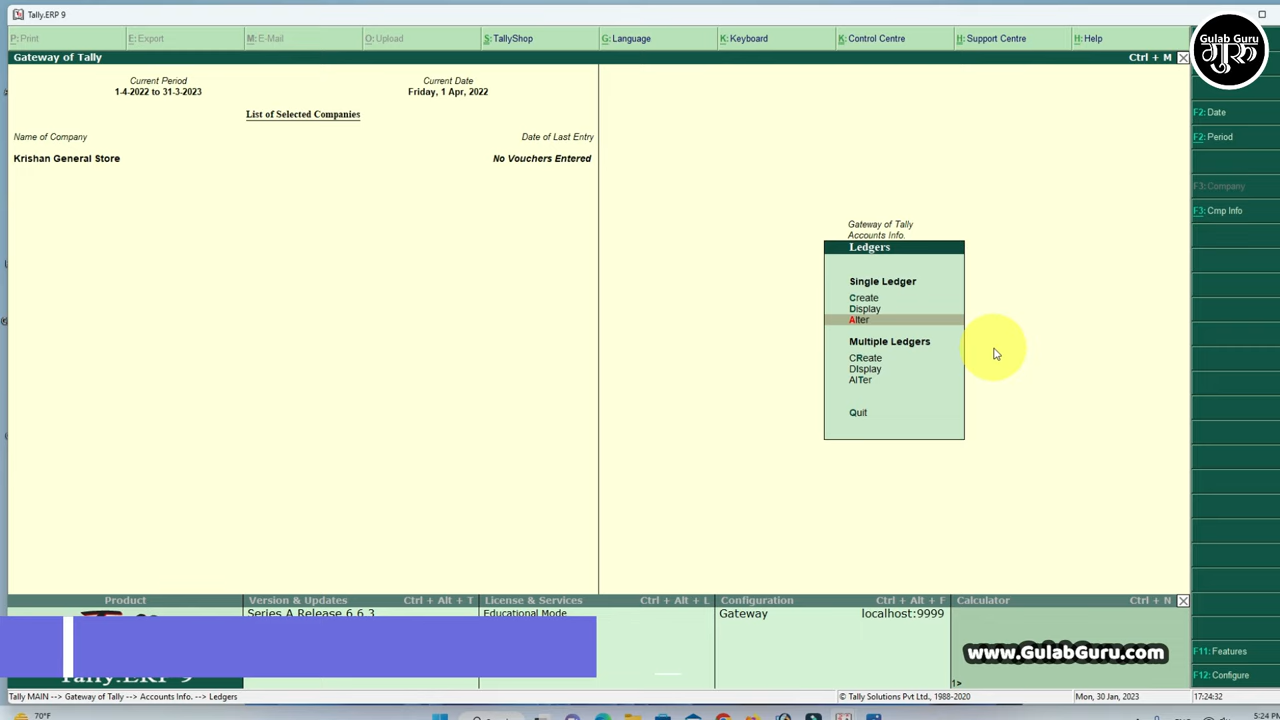 Tally.ERP 9
P: Print
E: Export
M: E-Mail
O: Upload
S: TallyShop
G: Language
K: Keyboard
K: Control Centre
H: Support Centre
H: Help
Gulab Guru
गुरू
Gateway of Tally
Ctrl + M
Current Period
1-4-2022 to 31-3-2023
Current Date
Friday, 1 Apr, 2022
List of Selected Companies
Name of Company
Date of Last Entry
Krishan General Store
No Vouchers Entered
F2: Date
F2: Period
F3: Company
F3: Cmp Info
Gateway of Tally
Accounts Info.
Ledgers
Single Ledger
Create
Display
Alter
Multiple Ledgers
CReate
DIsplay
AlTer
Quit
Product
Version & Updates
Ctrl + Alt + T
License & Services
Ctrl + Alt + L
Configuration
Ctrl + Alt + F
Calculator
Ctrl + N
Series A Release 6.6.3
Educational Mode
Gateway
localhost:9999
www.GulabGuru.com
1>
F11: Features
F12: Configure
Tally MAIN --> Gateway of Tally --> Accounts Info. --> Ledgers
© Tally Solutions Pvt Ltd., 1988-2020
Mon, 30 Jan, 2023
17:24:32
70°F
ENG
5:24 PM